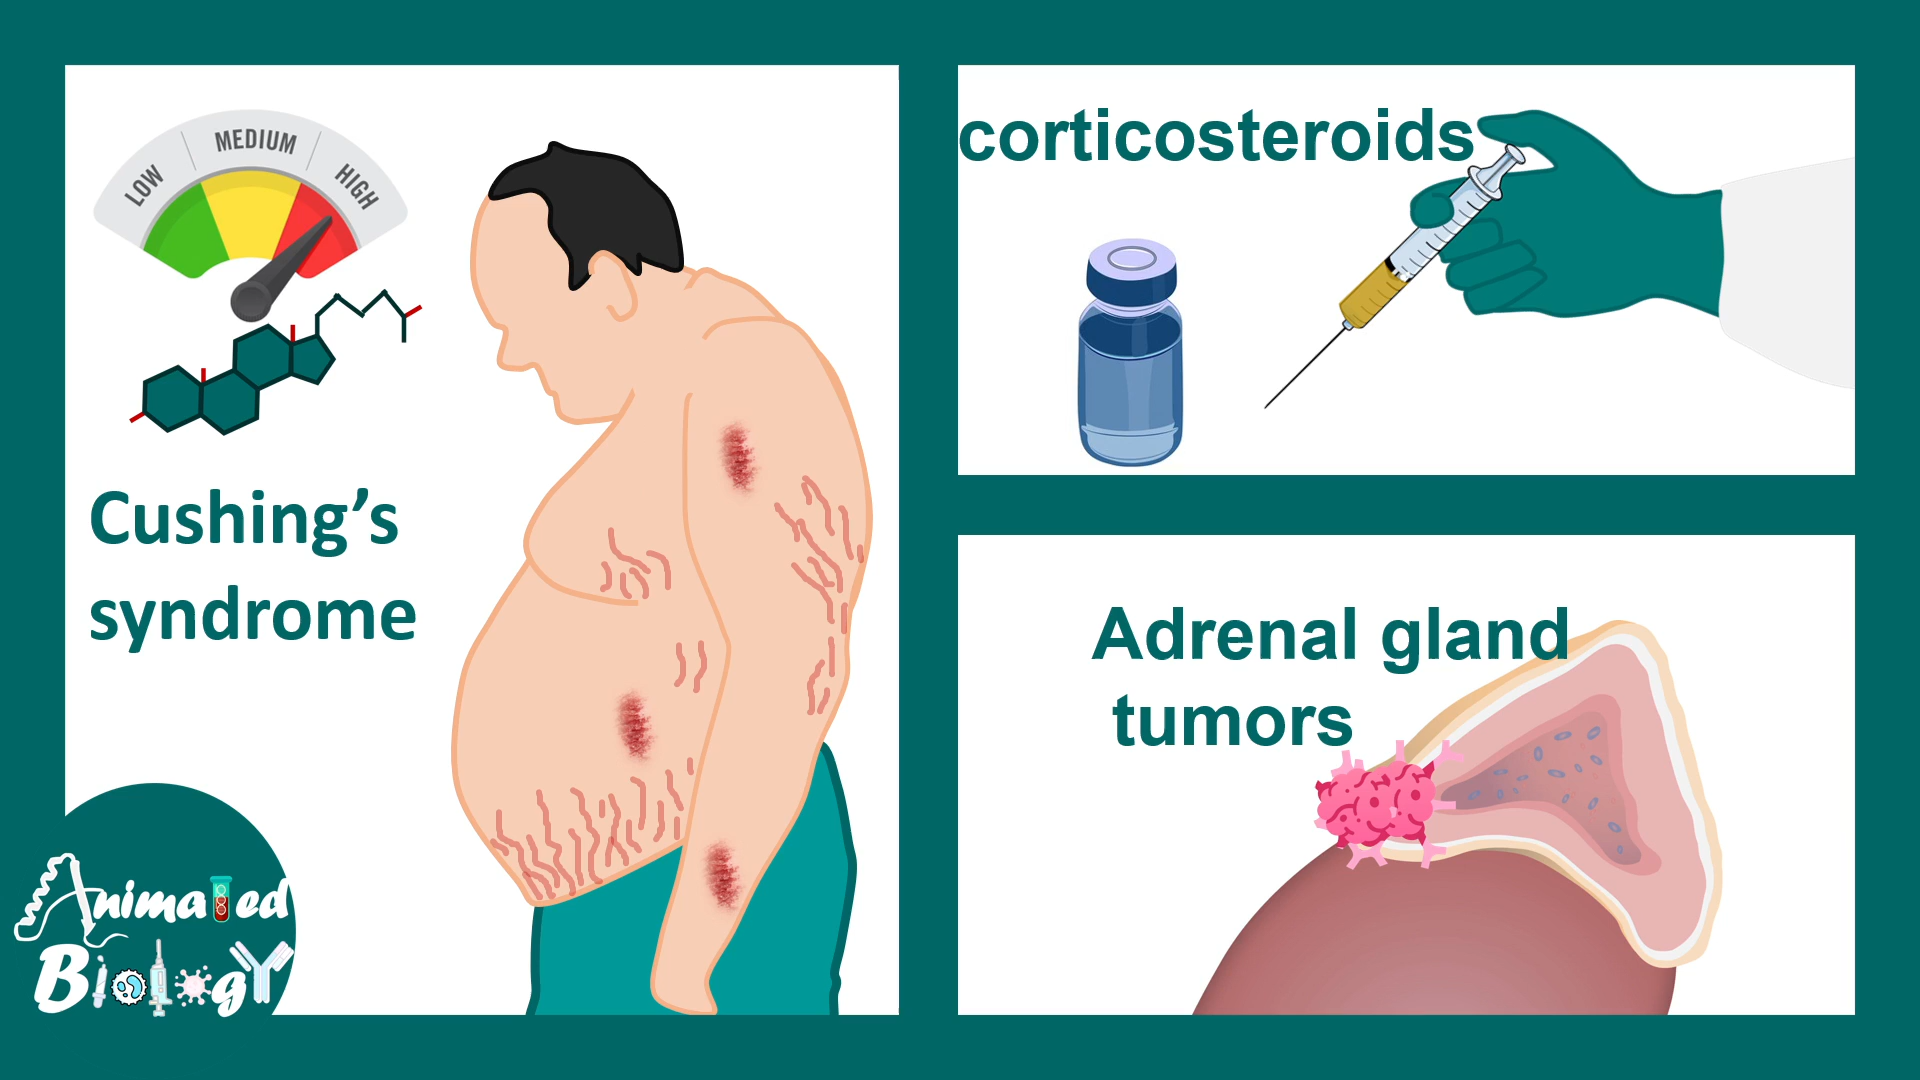 LOW
MEDIUM
HIGH
Cushing’s
syndrome
corticosteroids
Adrenal gland
tumors
Animated
Biology